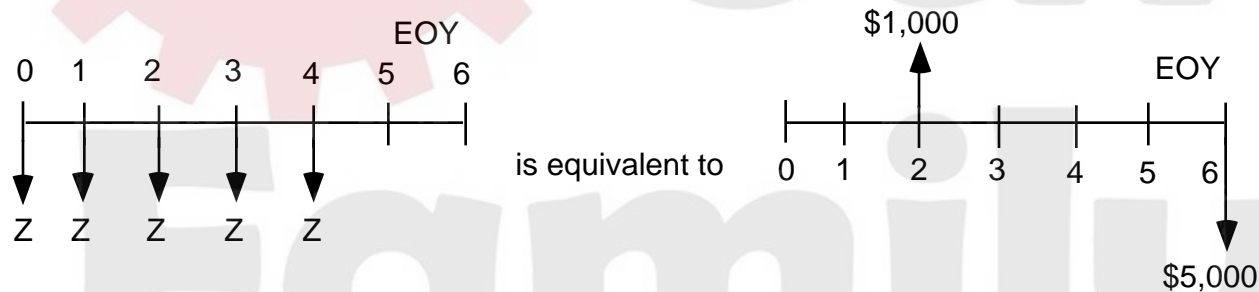 EOY
0 1 2 3 4 5 6
Z Z Z Z Z
is equivalent to
$1,000
EOY
0 1 2 3 4 5 6
$5,000
Family